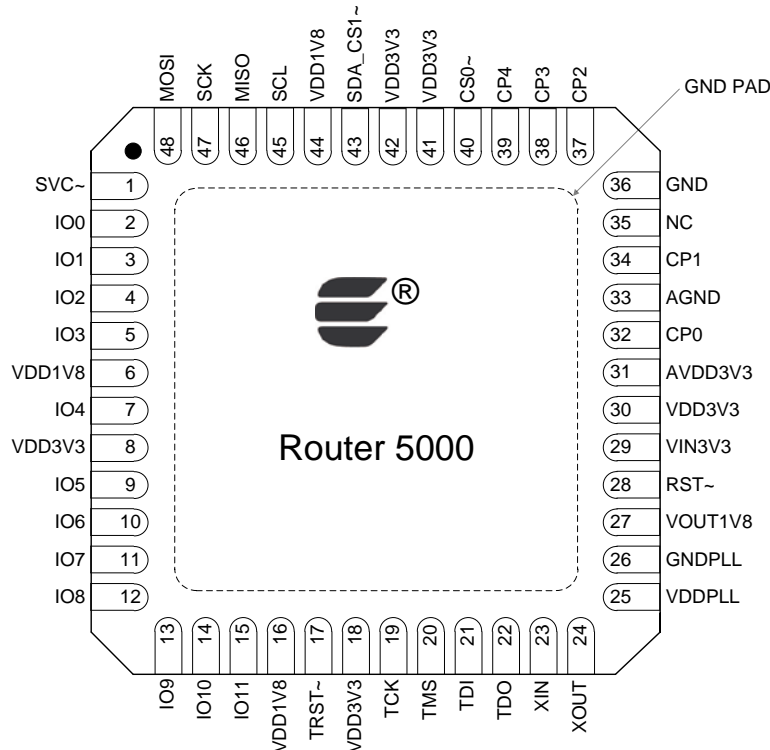 MOSI
SCK
MISO
SCL
VDD1V8
SDA_CS1~
VDD3V3
VDD3V3
CS0~
CP4
CP3
CP2
GND PAD
48
47
46
45
44
43
42
41
40
39
38
37
SVC~ 1
IO0 2
IO1 3
IO2 4
IO3 5
VDD1V8 6
IO4 7
VDD3V3 8
IO5 9
IO6 10
IO7 11
IO8 12
®
Router 5000
36 GND
35 NC
34 CP1
33 AGND
32 CP0
31 AVDD3V3
30 VDD3V3
29 VIN3V3
28 RST~
27 VOUT1V8
26 GNDPLL
25 VDDPLL
13
14
15
16
17
18
19
20
21
22
23
24
IO9
IO10
IO11
VDD1V8
TRST~
VDD3V3
TCK
TMS
TDI
TDO
XIN
XOUT